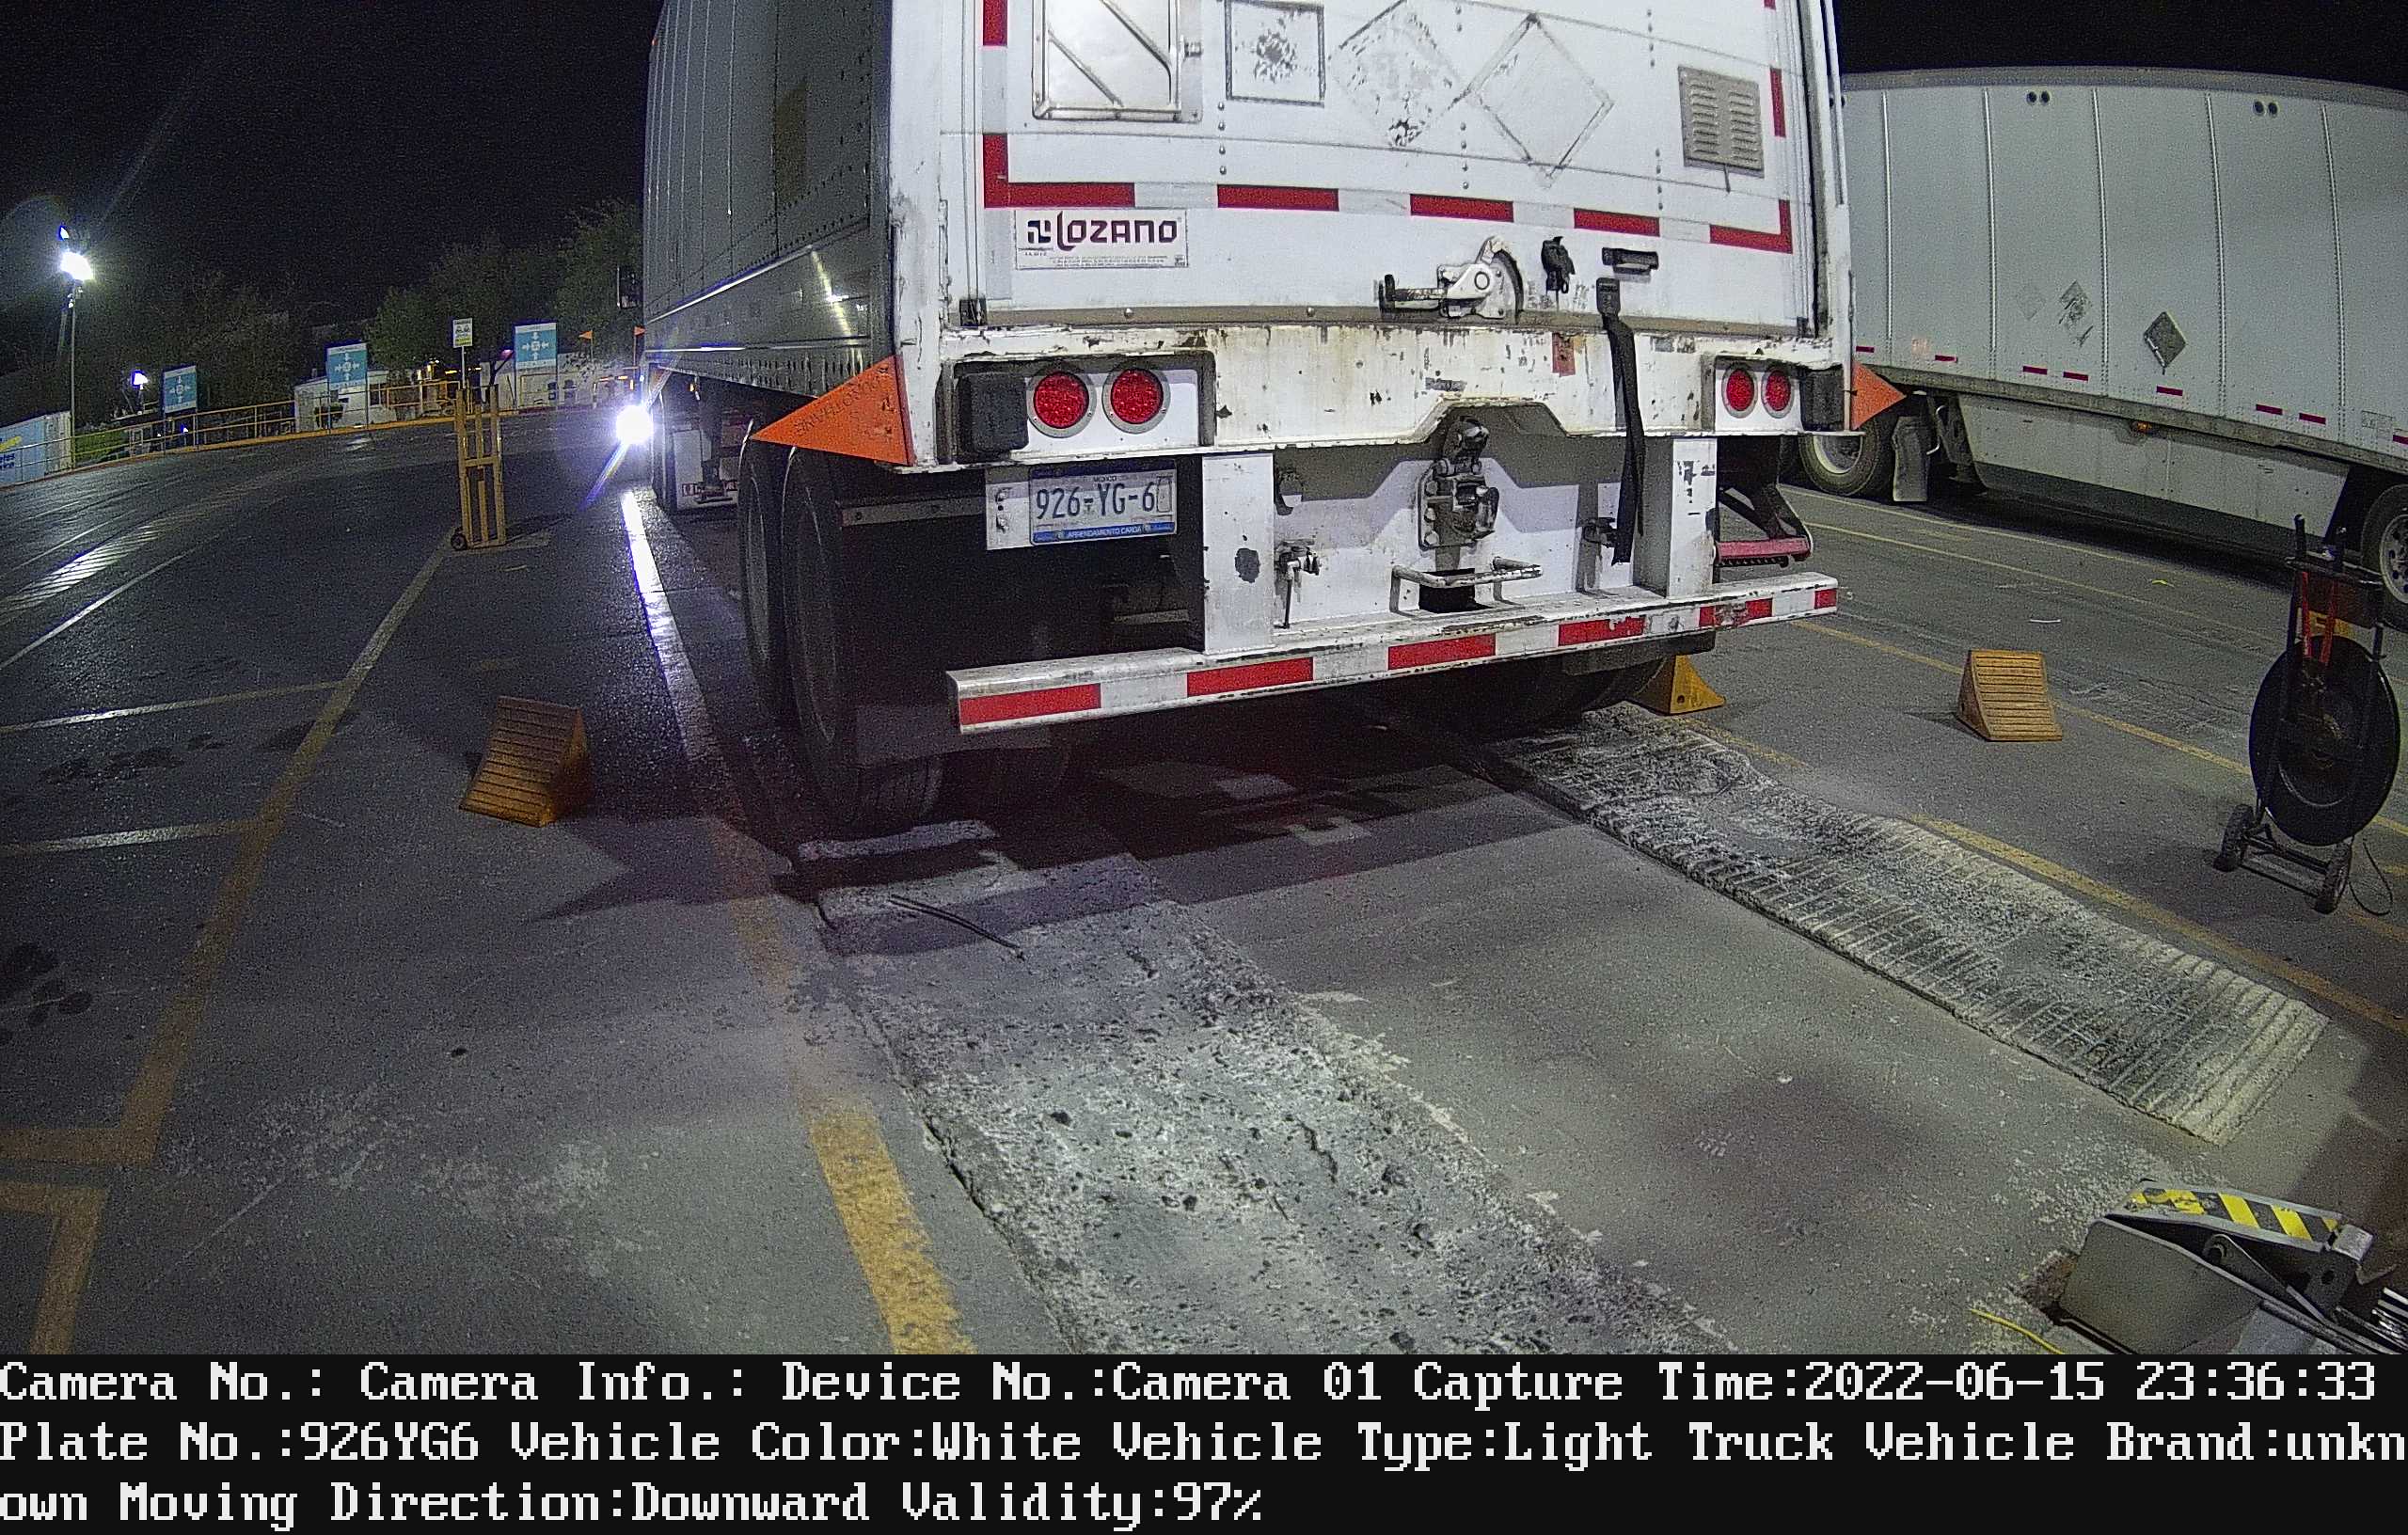 LOZANO
MEXICO
926-YG-6
ARRENDAMIENTO CARGA
Camera No.: Camera Info.: Device No.:Camera 01 Capture Time:2022-06-15 23:36:33
Plate No.:926YG6 Vehicle Color:White Vehicle Type:Light Truck Vehicle Brand:unkn
own Moving Direction:Downward Validity:97%